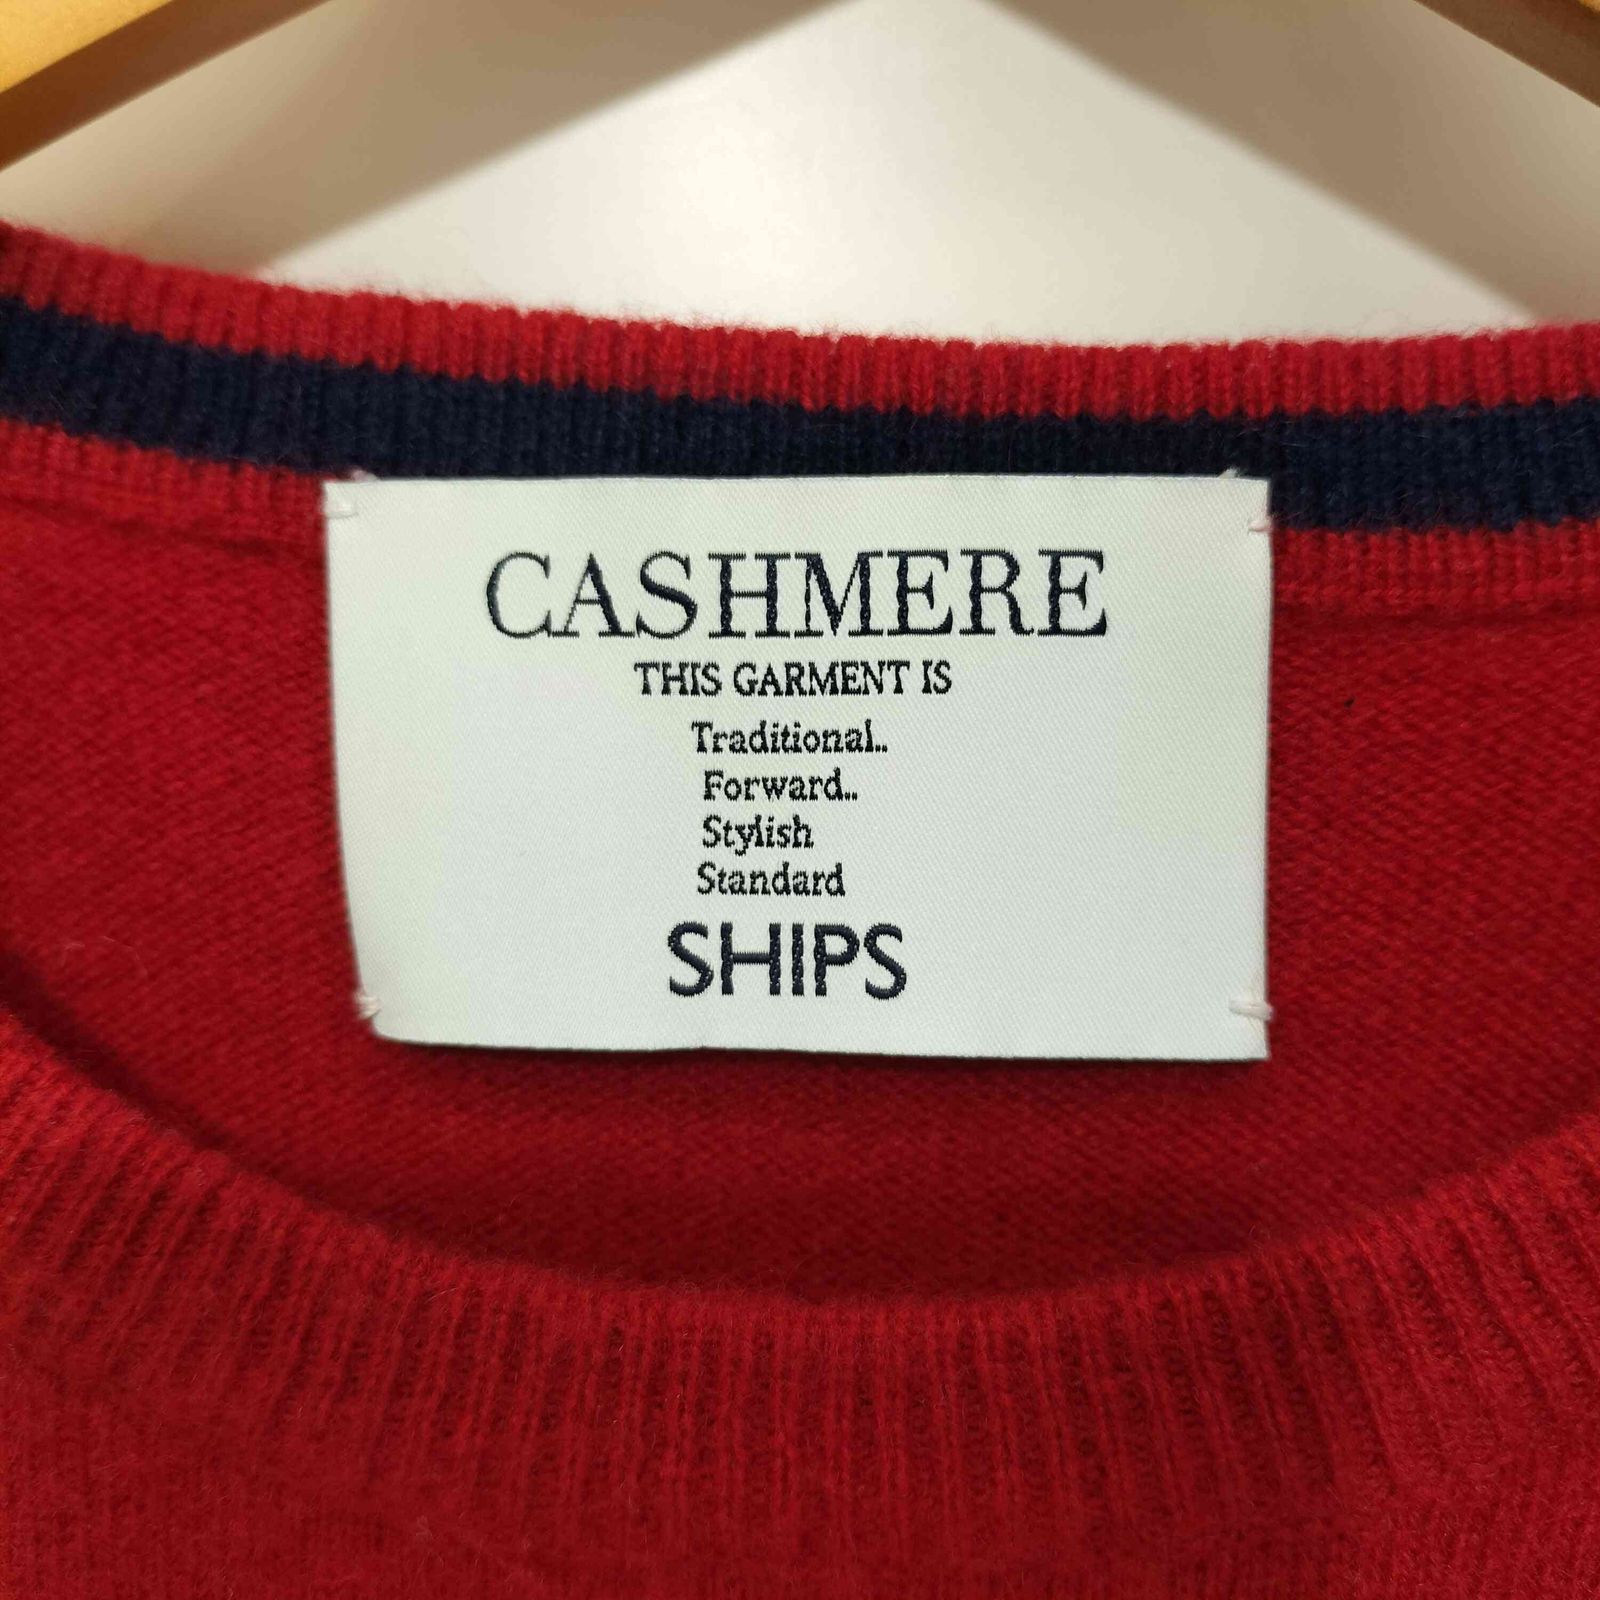 CASHMERE
THIS GARMENT IS
Traditional..
Forward..
Stylish
Standard
SHIPS